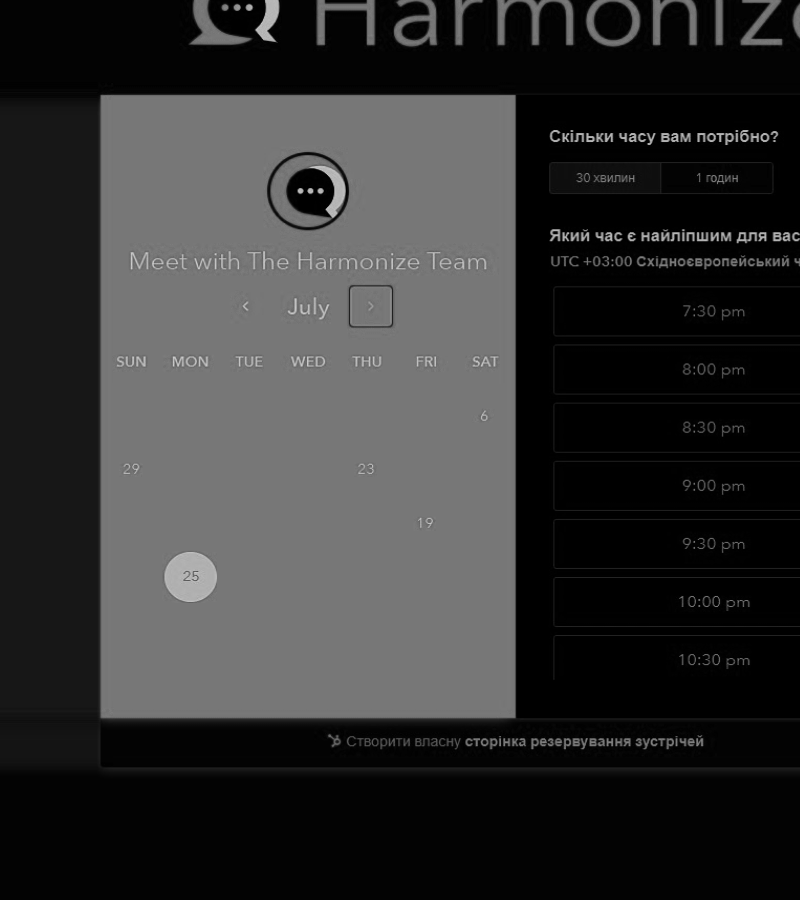 Harmoniz
Meet with The Harmonize Team
July
SUN MON TUE WED THU FRI SAT
6
29 23
19
25
Скільки часу вам потрібно?
30 хвилин 1 годин
Який час є найліпшим для вас
UTC +03:00 Східноєвропейський ч
7:30 pm
8:00 pm
8:30 pm
9:00 pm
9:30 pm
10:00 pm
10:30 pm
Створити власну сторінка резервування зустрічей